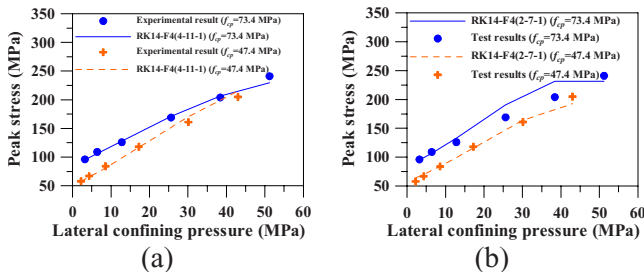 350
300
250
200
150
100
50
Peak stress (MPa)
Experimental result (fcp=73.4 MPa)
RK14-F4(4-11-1) (fcp=73.4 MPa)
Experimental result (fcp=47.4 MPa)
RK14-F4(4-11-1) (fcp=47.4 MPa)
0 10 20 30 40 50 60
Lateral confining pressure (MPa)
(a)
350
300
250
200
150
100
50
Peak stress (MPa)
RK14-F4(2-7-1) (fcp=73.4 MPa)
Test results (fcp=73.4 MPa)
RK14-F4(2-7-1) (fcp=47.4 MPa)
Test results (fcp=47.4 MPa)
0 10 20 30 40 50 60
Lateral confining pressure (MPa)
(b)